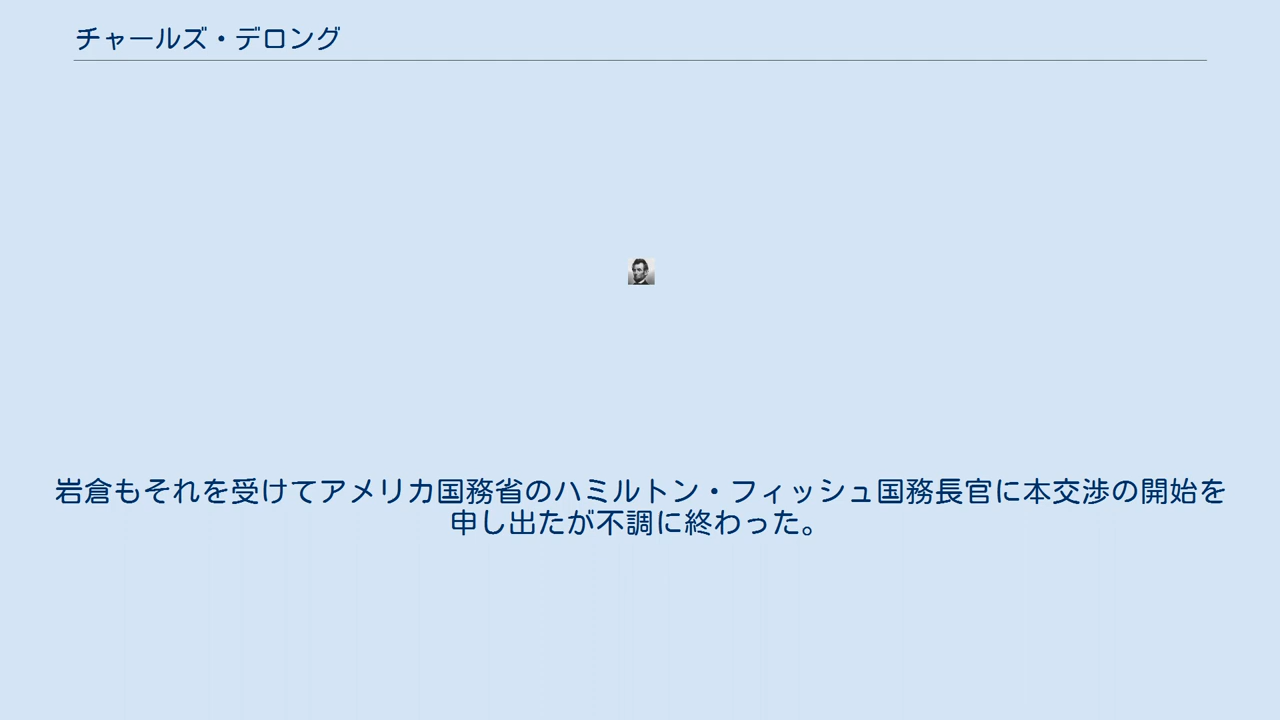 チャールズ・デロング
岩倉もそれを受けてアメリカ国務省のハミルトン・フィッシュ国務長官に本交渉の開始を
申し出たが不調に終わった。